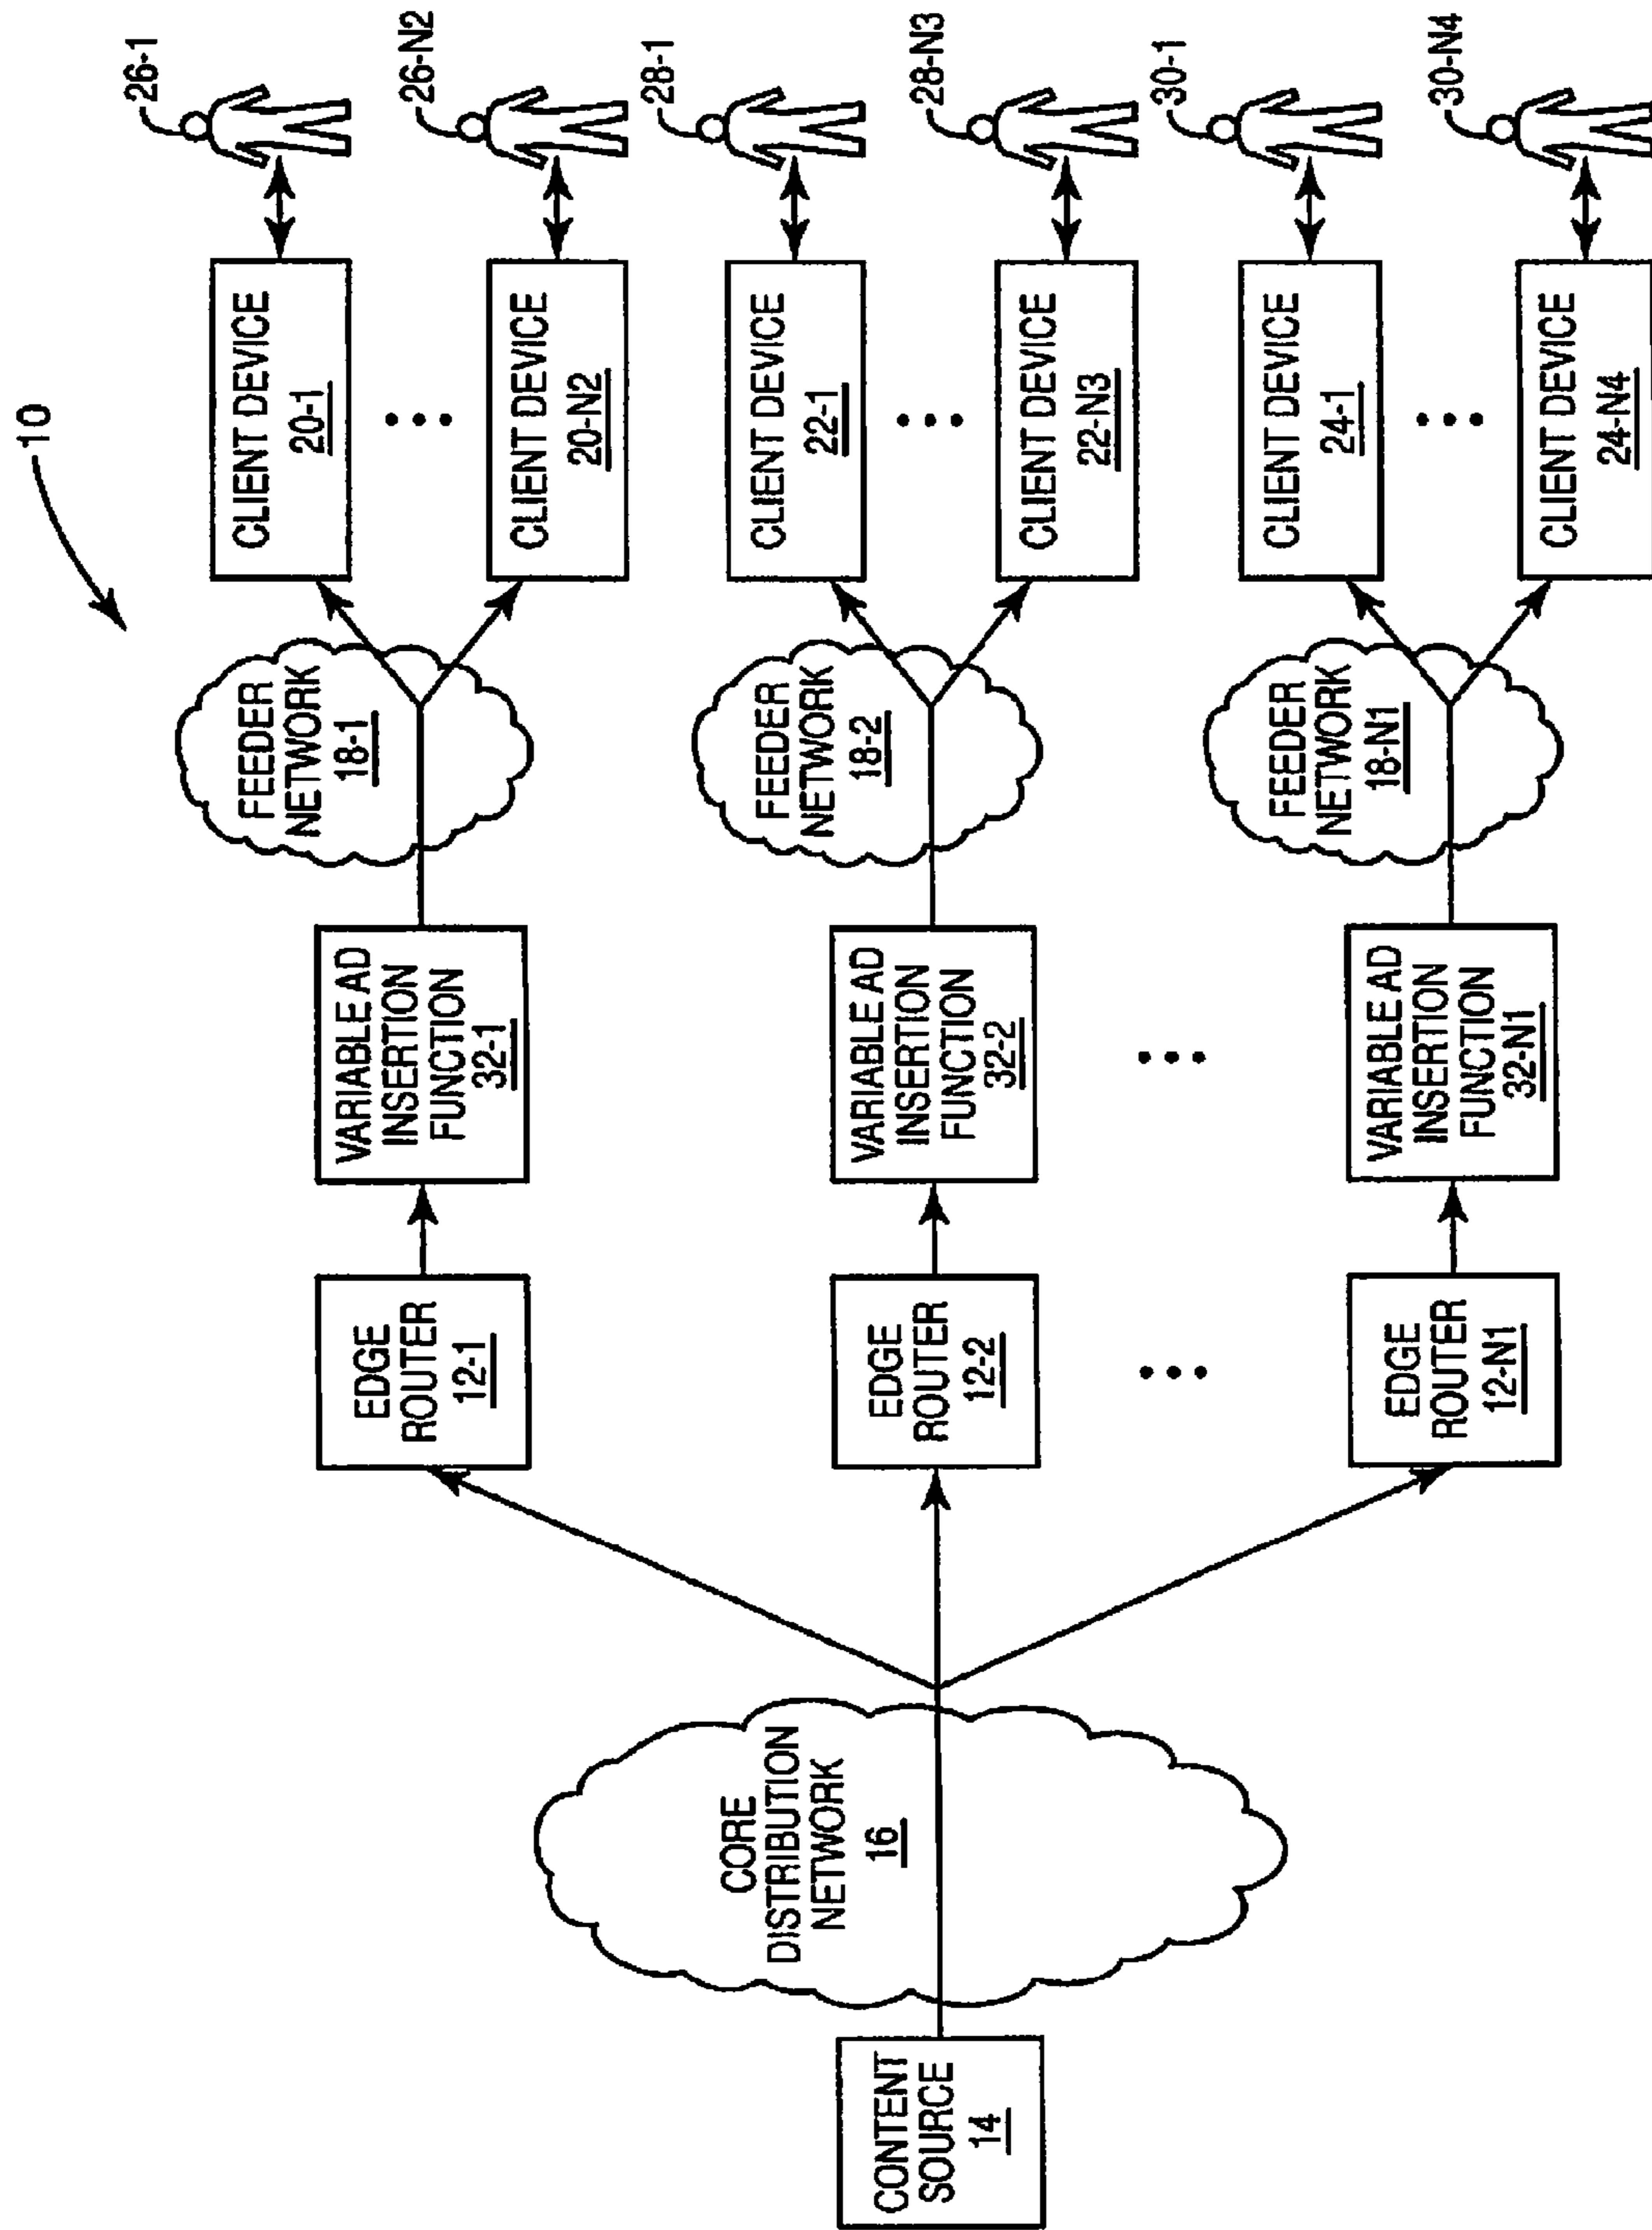 10
CONTENT
SOURCE
14
CORE
DISTRIBUTION
NETWORK
16
EDGE
ROUTER
12-1
VARIABLE AD
INSERTION
FUNCTION
32-1
FEEDER
NETWORK
18-1
CLIENT DEVICE
20-1
26-1
CLIENT DEVICE
20-N2
26-N2
EDGE
ROUTER
12-2
VARIABLE AD
INSERTION
FUNCTION
32-2
FEEDER
NETWORK
18-2
CLIENT DEVICE
22-1
28-1
CLIENT DEVICE
22-N3
28-N3
EDGE
ROUTER
12-N1
VARIABLE AD
INSERTION
FUNCTION
32-N1
FEEDER
NETWORK
18-N1
CLIENT DEVICE
24-1
30-1
CLIENT DEVICE
24-N4
30-N4